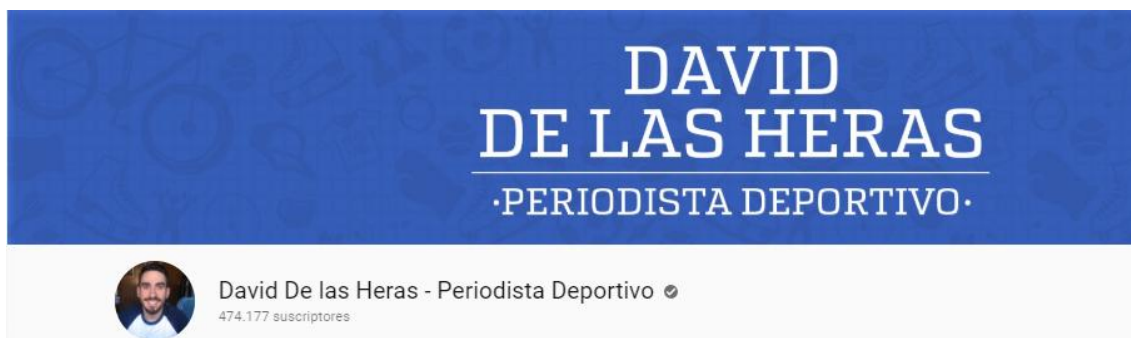 DAVID
DE LAS HERAS
·PERIODISTA DEPORTIVO·
David De las Heras - Periodista Deportivo
474.177 suscriptores